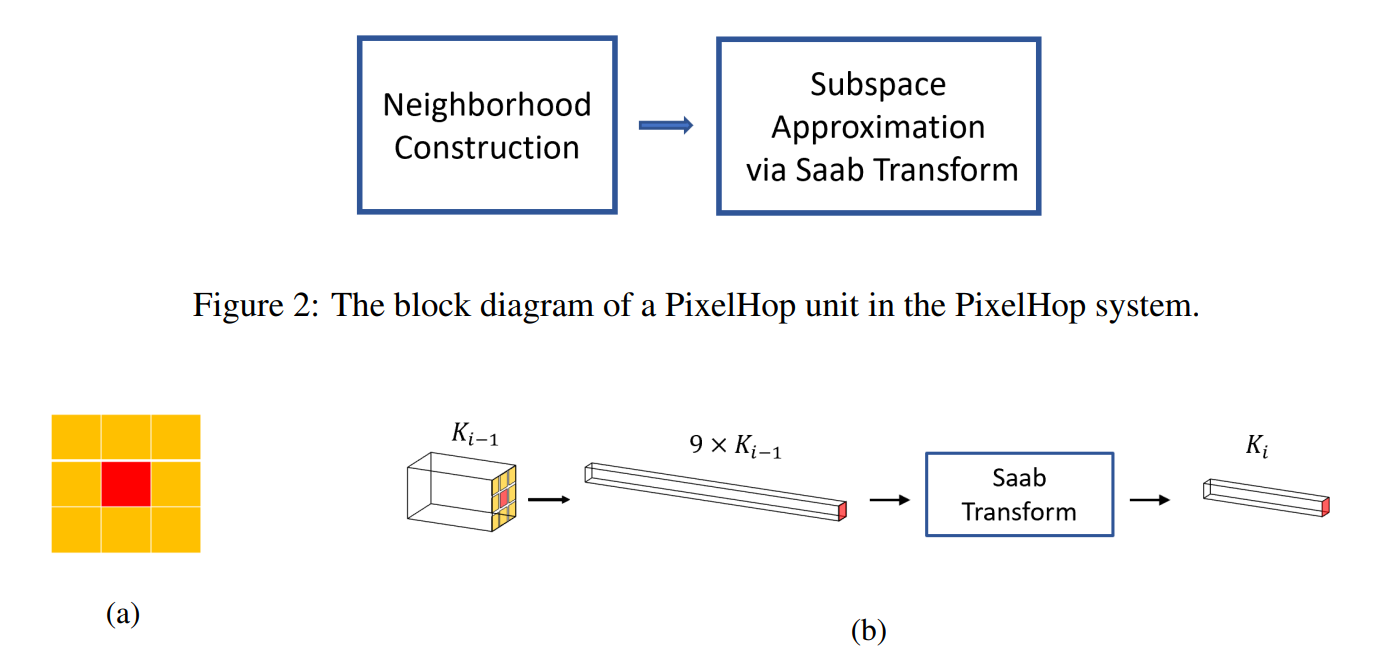 Neighborhood
Construction
Subspace
Approximation
via Saab Transform
Figure 2: The block diagram of a PixelHop unit in the PixelHop system.
K_{i-1}
9 × K_{i-1}
K_i
Saab
Transform
(a)
(b)